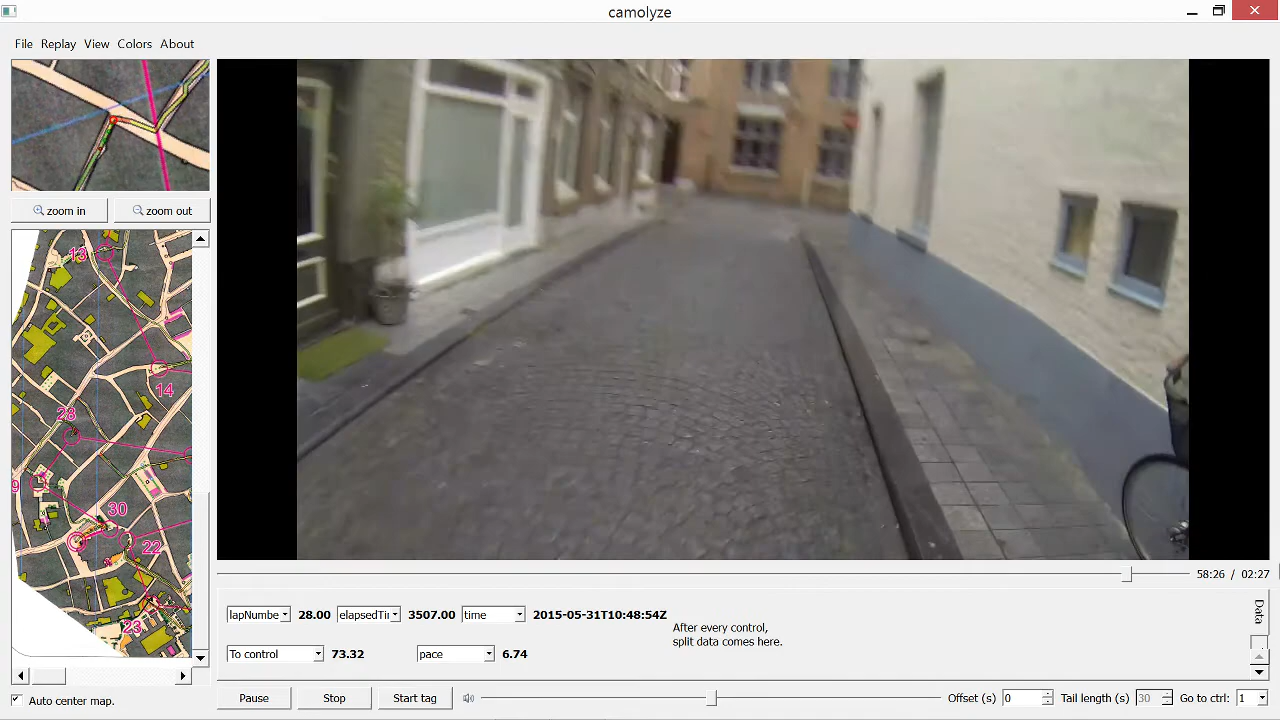 camolyze
File Replay View Colors About
zoom in
zoom out
13
14
28
9
30
22
23
58:26 / 02:27
lapNumbe 28.00 elapsedTii 3507.00 time 2015-05-31T10:48:54Z
To control 73.32 pace 6.74
After every control,
split data comes here.
Data
Auto center map.
Pause Stop Start tag
Offset (s) 0 Tail length (s) 30 Go to ctrl: 1